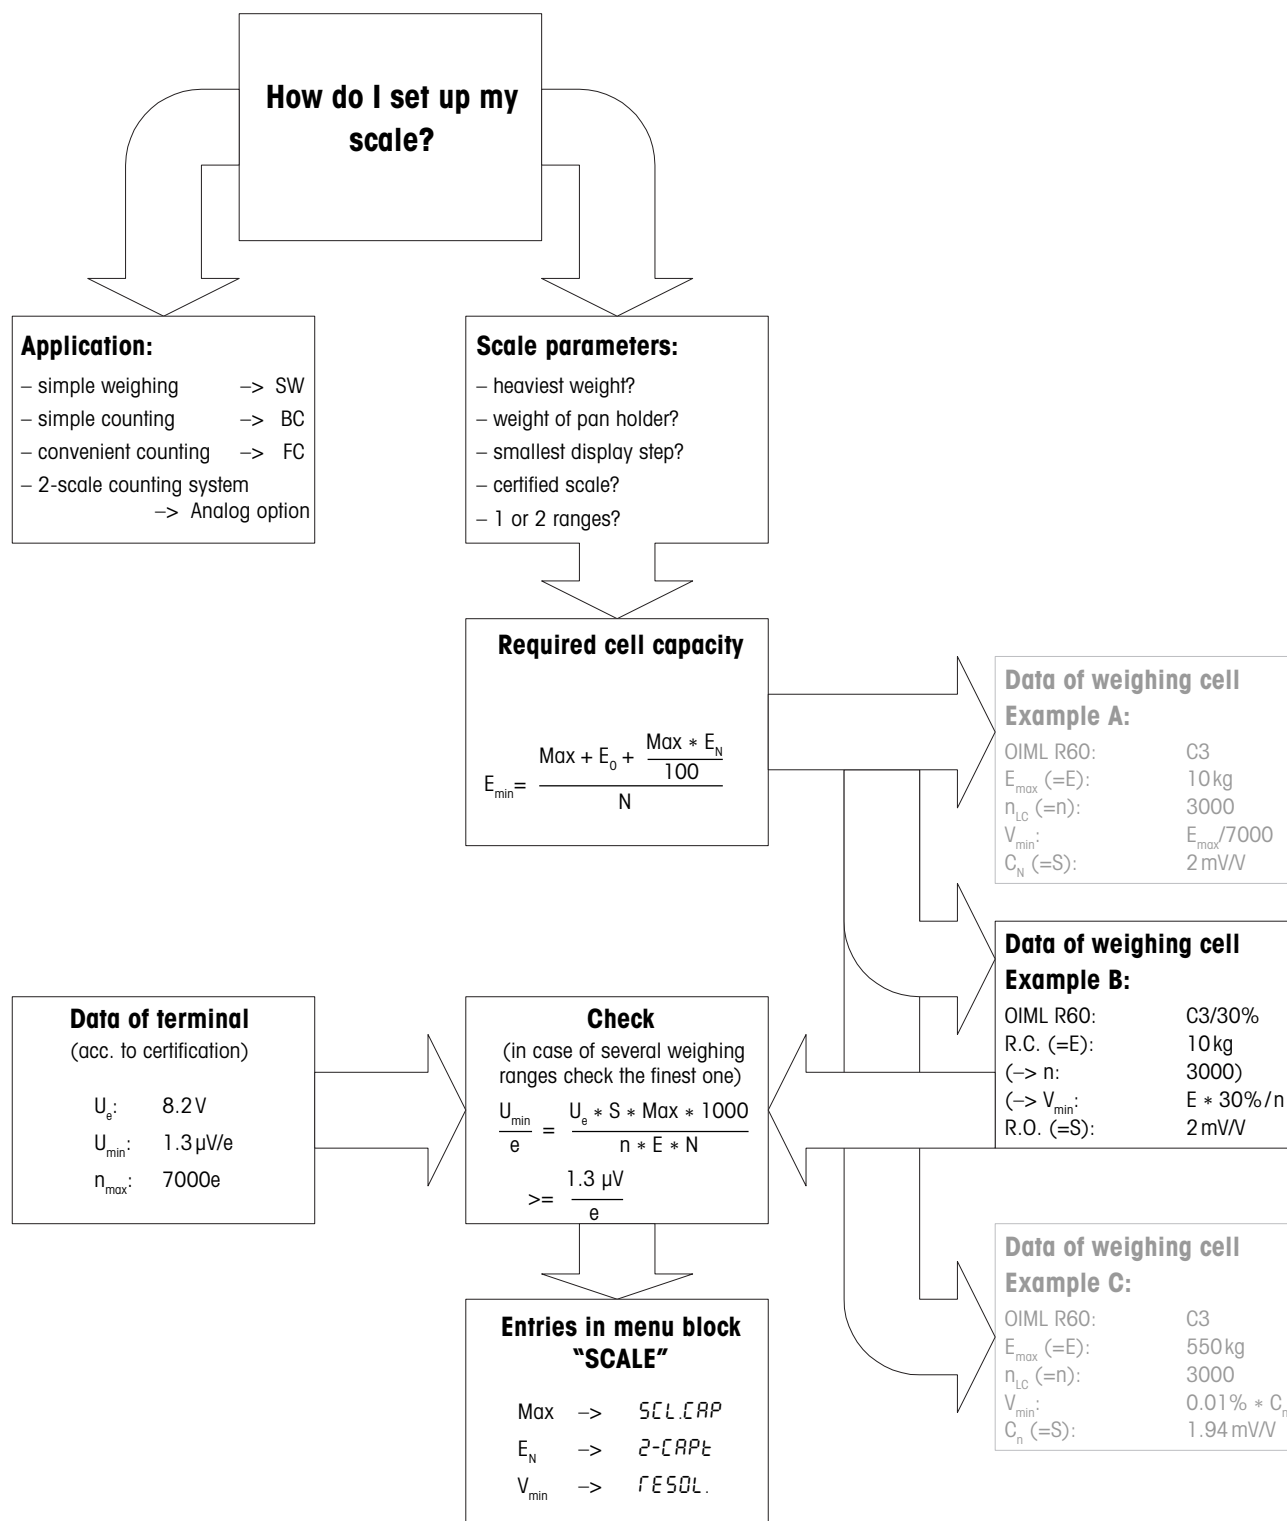 How do I set up my
scale?
Application:
– simple weighing –> SW
– simple counting –> BC
– convenient counting –> FC
– 2-scale counting system
–> Analog option
Scale parameters:
– heaviest weight?
– weight of pan holder?
– smallest display step?
– certified scale?
– 1 or 2 ranges?
Required cell capacity
Max + E₀ + Max * E_N
100
E_min=
N
Data of weighing cell
Example A:
OIML R60: C3
E_max (=E): 10 kg
n_LC (=n): 3000
V_min: E_max/7000
C_N (=S): 2 mV/V
Data of weighing cell
Example B:
OIML R60: C3/30%
R.C. (=E): 10 kg
(–> n: 3000)
(–> V_min: E * 30%/n
R.O. (=S): 2 mV/V
Data of terminal
(acc. to certification)
U_e: 8.2 V
U_min: 1.3 µV/e
n_max: 7000e
Check
(in case of several weighing
ranges check the finest one)
U_min / e = U_e * S * Max * 1000 / n * E * N
>= 1.3 µV / e
Data of weighing cell
Example C:
OIML R60: C3
E_max (=E): 550 kg
n_LC (=n): 3000
V_min: 0.01% * C_n
C_n (=S): 1.94 mV/V
Entries in menu block
"SCALE"
Max –> SCL.CAP
E_N –> 2-CAPt
V_min –> rESOL.